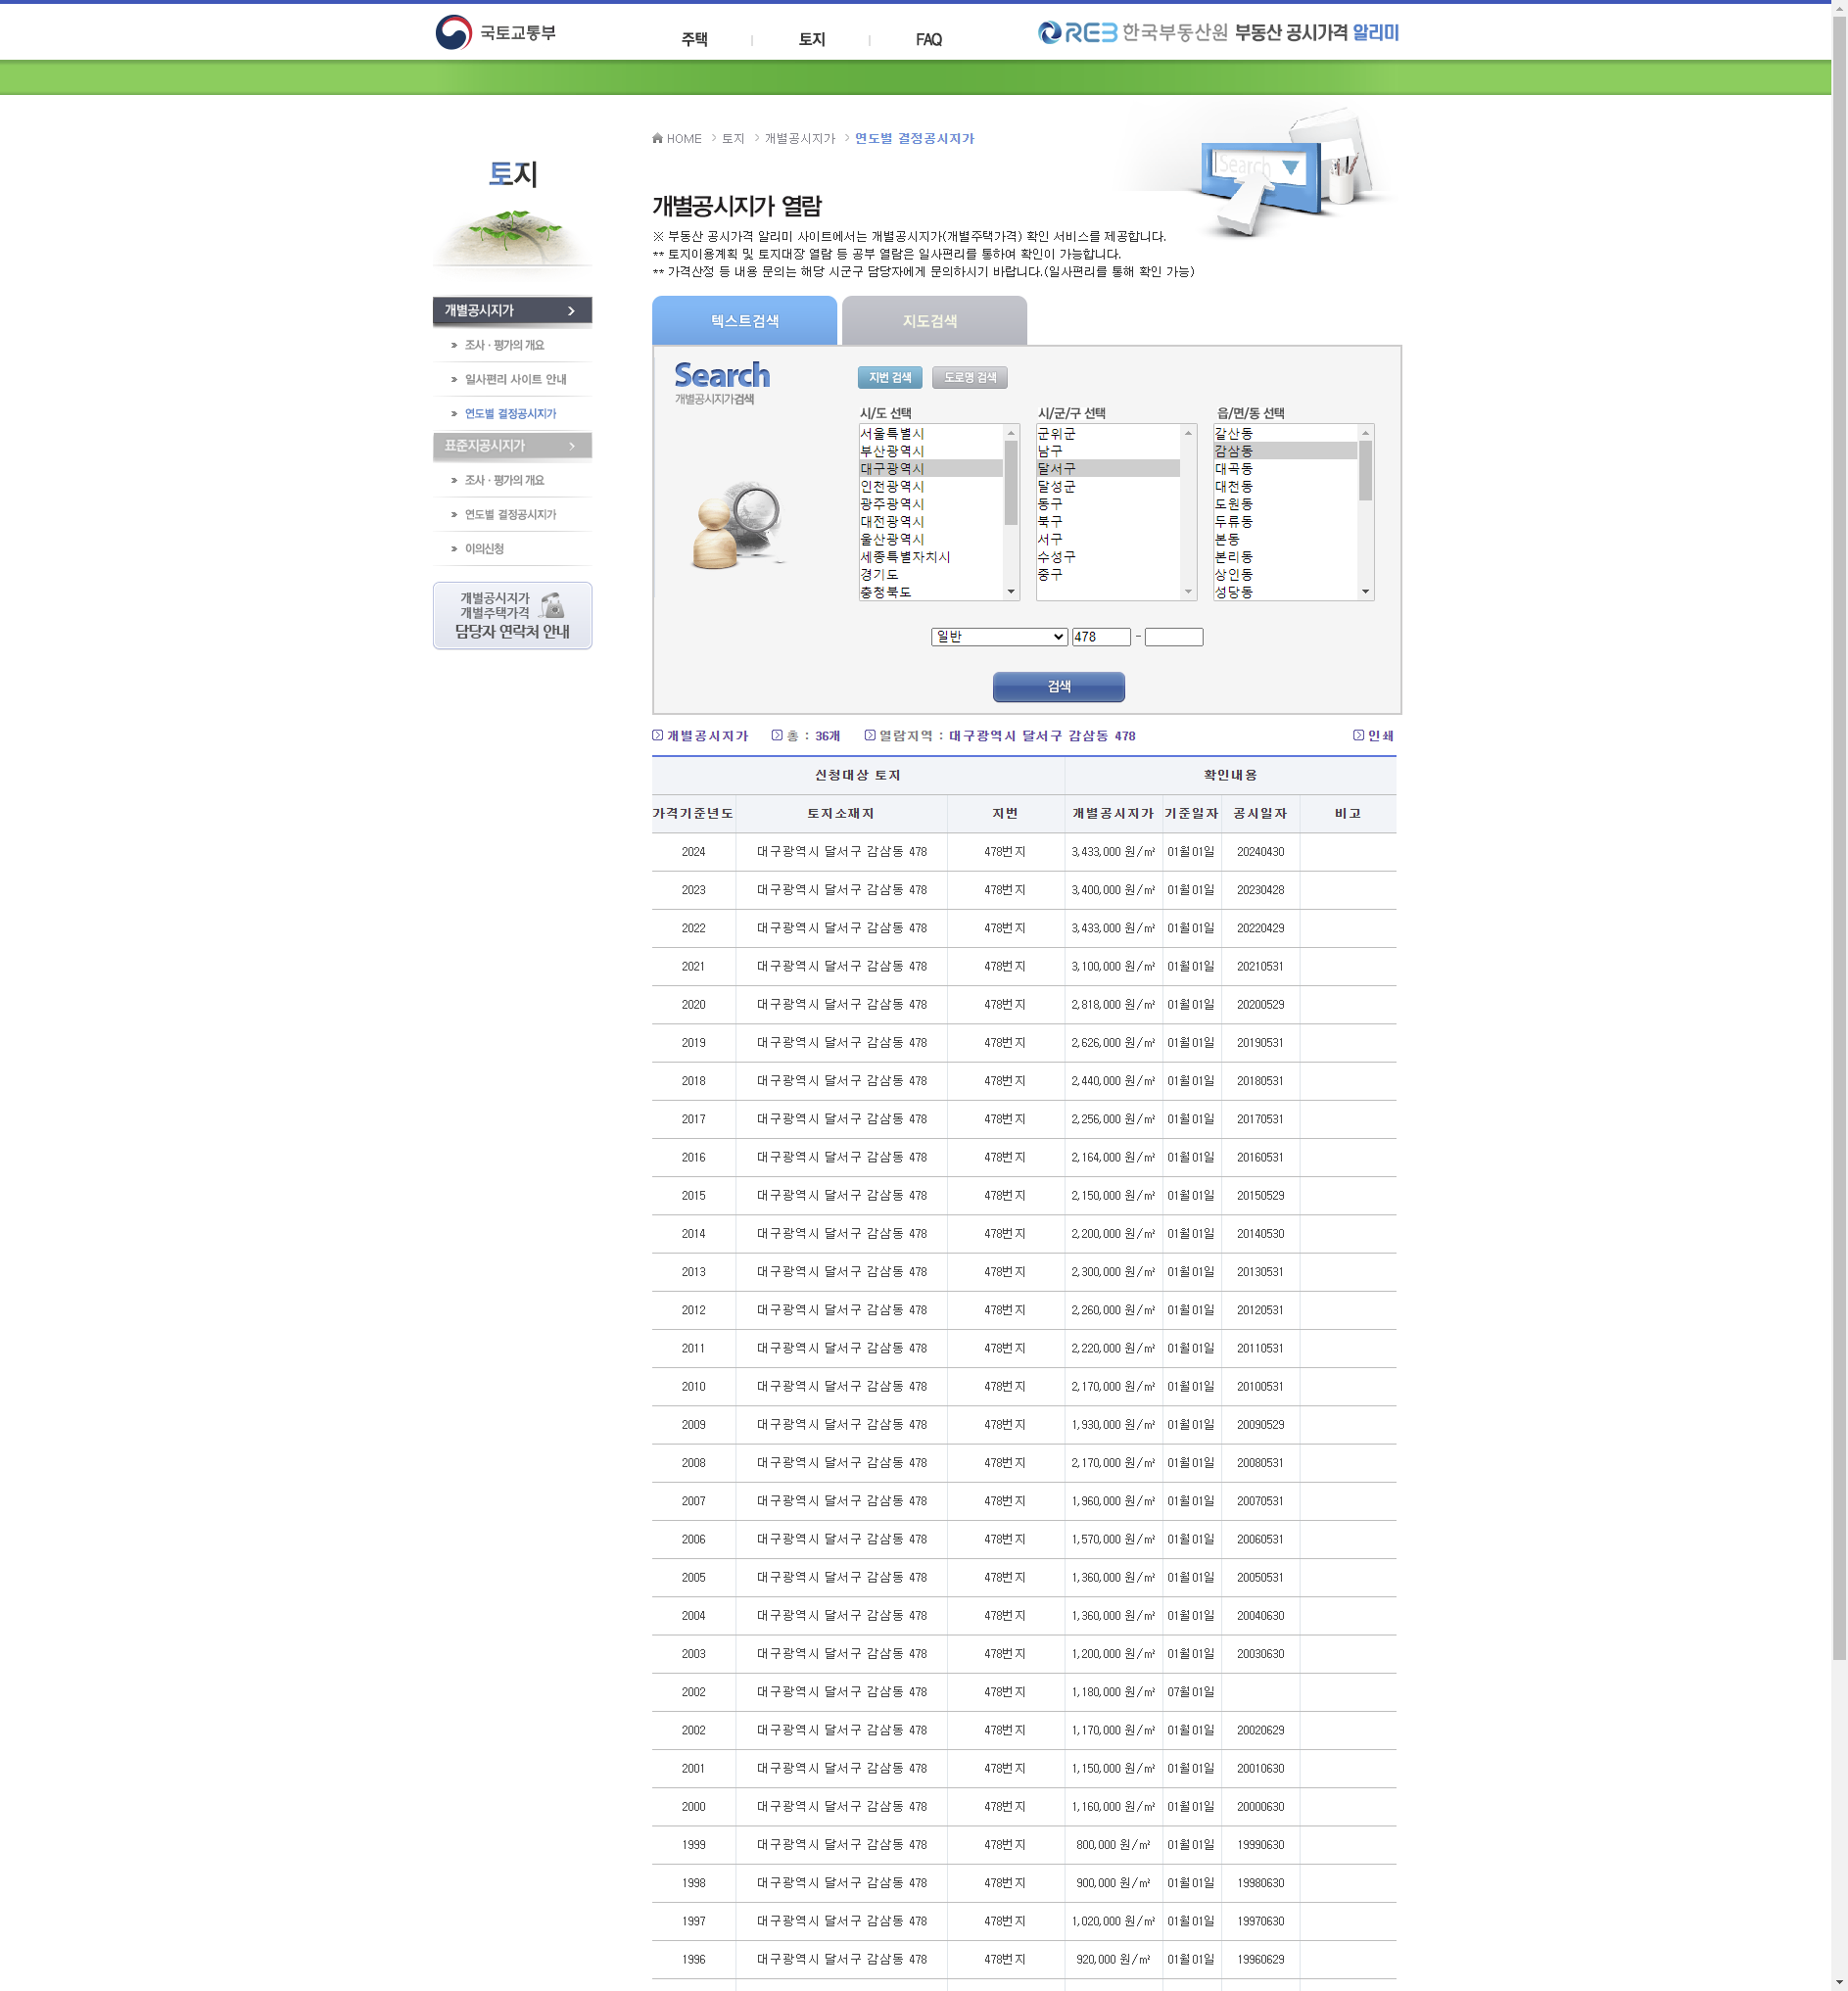 국토교통부
주택
토지
FAQ
REB 한국부동산원 부동산 공시가격 알리미
HOME > 토지 > 개별공시지가 > 연도별 결정공시지가
Search
토지
개별공시지가
조사 · 평가의 개요
일사편리 사이트 안내
연도별 결정공시지가
표준지공시지가
조사 · 평가의 개요
연도별 결정공시지가
이의신청
개별공시지가
개별주택가격
담당자 연락처 안내
개별공시지가 열람
※ 부동산 공시가격 알리미 사이트에서는 개별공시지가(개별주택가격) 확인 서비스를 제공합니다.
** 토지이용계획 및 토지대장 열람 등 공부 열람은 일사편리를 통하여 확인이 가능합니다.
** 가격산정 등 내용 문의는 해당 시군구 담당자에게 문의하시기 바랍니다.(일사편리를 통해 확인 가능)
텍스트검색
지도검색
Search
개별공시지가검색
지번 검색
도로명 검색
시/도 선택
서울특별시
부산광역시
대구광역시
인천광역시
광주광역시
대전광역시
울산광역시
세종특별자치시
경기도
충청북도
시/군/구 선택
군위군
남구
달서구
달성군
동구
북구
서구
수성구
중구
읍/면/동 선택
갈산동
감삼동
대곡동
대천동
도원동
두류동
본동
본리동
상인동
성당동
일반 478 -
검색
개별공시지가 총 : 36개 열람지역 : 대구광역시 달서구 감삼동 478 인쇄
신청대상 토지 확인내용
가격기준년도 토지소재지 지번 개별공시지가 기준일자 공시일자 비고
2024 대구광역시 달서구 감삼동 478 478번지 3,433,000 원/㎡ 01월01일 20240430
2023 대구광역시 달서구 감삼동 478 478번지 3,400,000 원/㎡ 01월01일 20230428
2022 대구광역시 달서구 감삼동 478 478번지 3,433,000 원/㎡ 01월01일 20220429
2021 대구광역시 달서구 감삼동 478 478번지 3,100,000 원/㎡ 01월01일 20210531
2020 대구광역시 달서구 감삼동 478 478번지 2,818,000 원/㎡ 01월01일 20200529
2019 대구광역시 달서구 감삼동 478 478번지 2,626,000 원/㎡ 01월01일 20190531
2018 대구광역시 달서구 감삼동 478 478번지 2,440,000 원/㎡ 01월01일 20180531
2017 대구광역시 달서구 감삼동 478 478번지 2,256,000 원/㎡ 01월01일 20170531
2016 대구광역시 달서구 감삼동 478 478번지 2,164,000 원/㎡ 01월01일 20160531
2015 대구광역시 달서구 감삼동 478 478번지 2,150,000 원/㎡ 01월01일 20150529
2014 대구광역시 달서구 감삼동 478 478번지 2,200,000 원/㎡ 01월01일 20140530
2013 대구광역시 달서구 감삼동 478 478번지 2,300,000 원/㎡ 01월01일 20130531
2012 대구광역시 달서구 감삼동 478 478번지 2,260,000 원/㎡ 01월01일 20120531
2011 대구광역시 달서구 감삼동 478 478번지 2,220,000 원/㎡ 01월01일 20110531
2010 대구광역시 달서구 감삼동 478 478번지 2,170,000 원/㎡ 01월01일 20100531
2009 대구광역시 달서구 감삼동 478 478번지 1,930,000 원/㎡ 01월01일 20090529
2008 대구광역시 달서구 감삼동 478 478번지 2,170,000 원/㎡ 01월01일 20080531
2007 대구광역시 달서구 감삼동 478 478번지 1,960,000 원/㎡ 01월01일 20070531
2006 대구광역시 달서구 감삼동 478 478번지 1,570,000 원/㎡ 01월01일 20060531
2005 대구광역시 달서구 감삼동 478 478번지 1,360,000 원/㎡ 01월01일 20050531
2004 대구광역시 달서구 감삼동 478 478번지 1,360,000 원/㎡ 01월01일 20040630
2003 대구광역시 달서구 감삼동 478 478번지 1,200,000 원/㎡ 01월01일 20030630
2002 대구광역시 달서구 감삼동 478 478번지 1,180,000 원/㎡ 07월01일
2002 대구광역시 달서구 감삼동 478 478번지 1,170,000 원/㎡ 01월01일 20020629
2001 대구광역시 달서구 감삼동 478 478번지 1,150,000 원/㎡ 01월01일 20010630
2000 대구광역시 달서구 감삼동 478 478번지 1,160,000 원/㎡ 01월01일 20000630
1999 대구광역시 달서구 감삼동 478 478번지 800,000 원/㎡ 01월01일 19990630
1998 대구광역시 달서구 감삼동 478 478번지 900,000 원/㎡ 01월01일 19980630
1997 대구광역시 달서구 감삼동 478 478번지 1,020,000 원/㎡ 01월01일 19970630
1996 대구광역시 달서구 감삼동 478 478번지 920,000 원/㎡ 01월01일 19960629